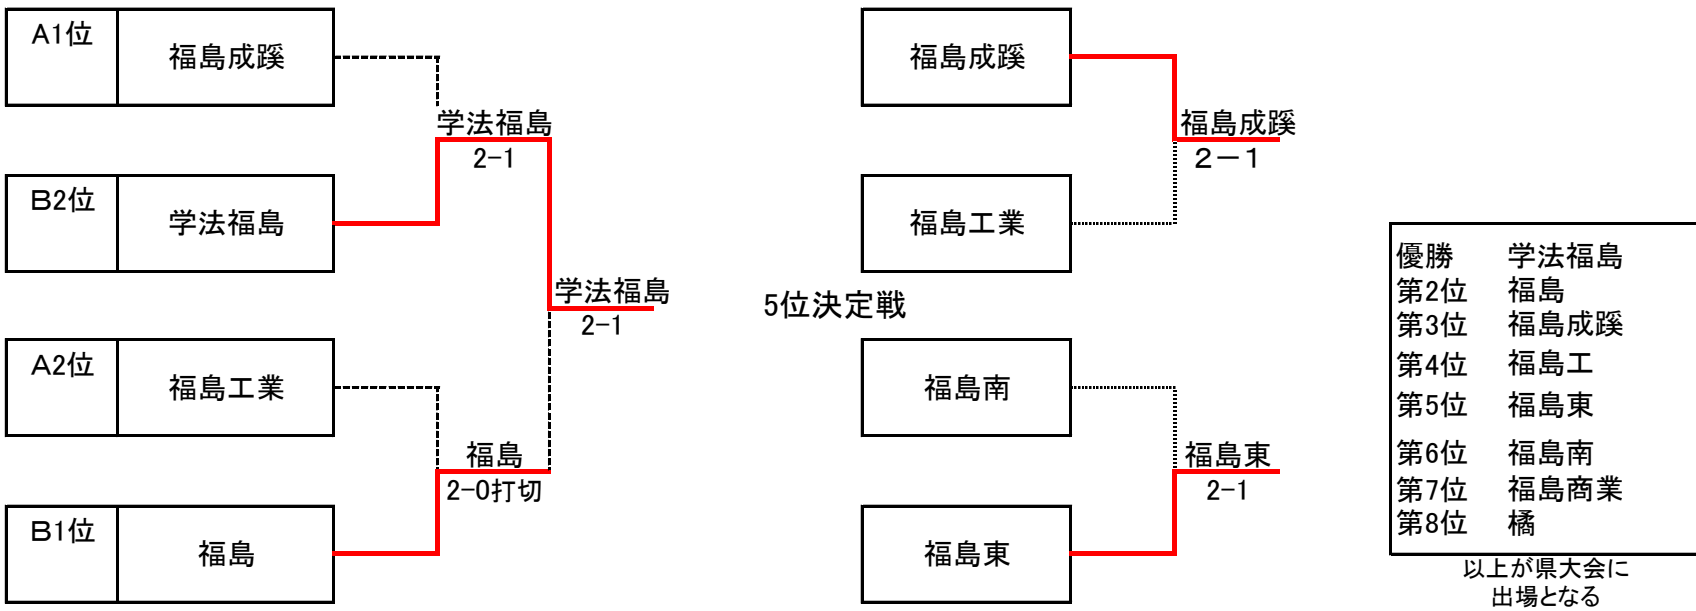 A1位 福島成蹊
学法福島
2-1
B2位 学法福島
学法福島
2-1
A2位 福島工業
福島
2-0打切
B1位 福島
福島成蹊
福島成蹊
2－1
福島工業
5位決定戦
福島南
福島東
2-1
福島東
優勝 学法福島
第2位 福島
第3位 福島成蹊
第4位 福島工
第5位 福島東
第6位 福島南
第7位 福島商業
第8位 橘
以上が県大会に
出場となる